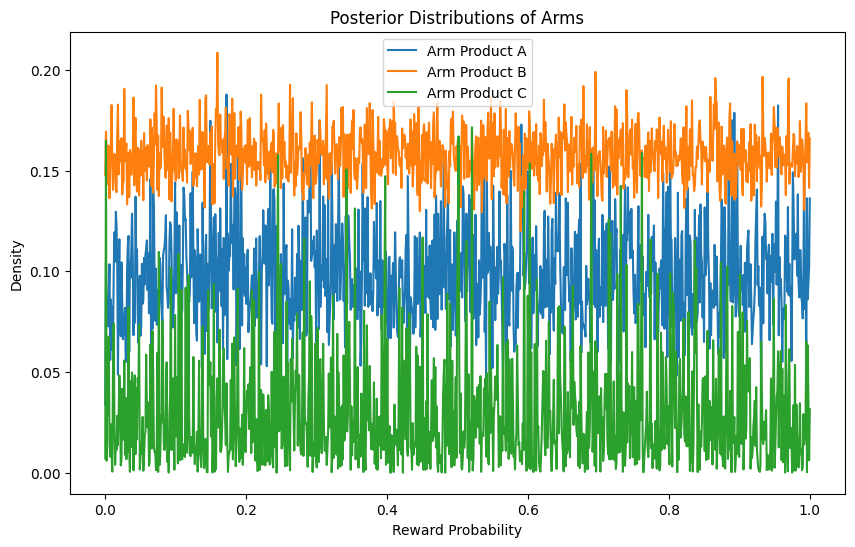 Posterior Distributions of Arms
Arm Product A
Arm Product B
Arm Product C
Density
0.20
0.15
0.10
0.05
0.00
0.0 0.2 0.4 0.6 0.8 1.0
Reward Probability